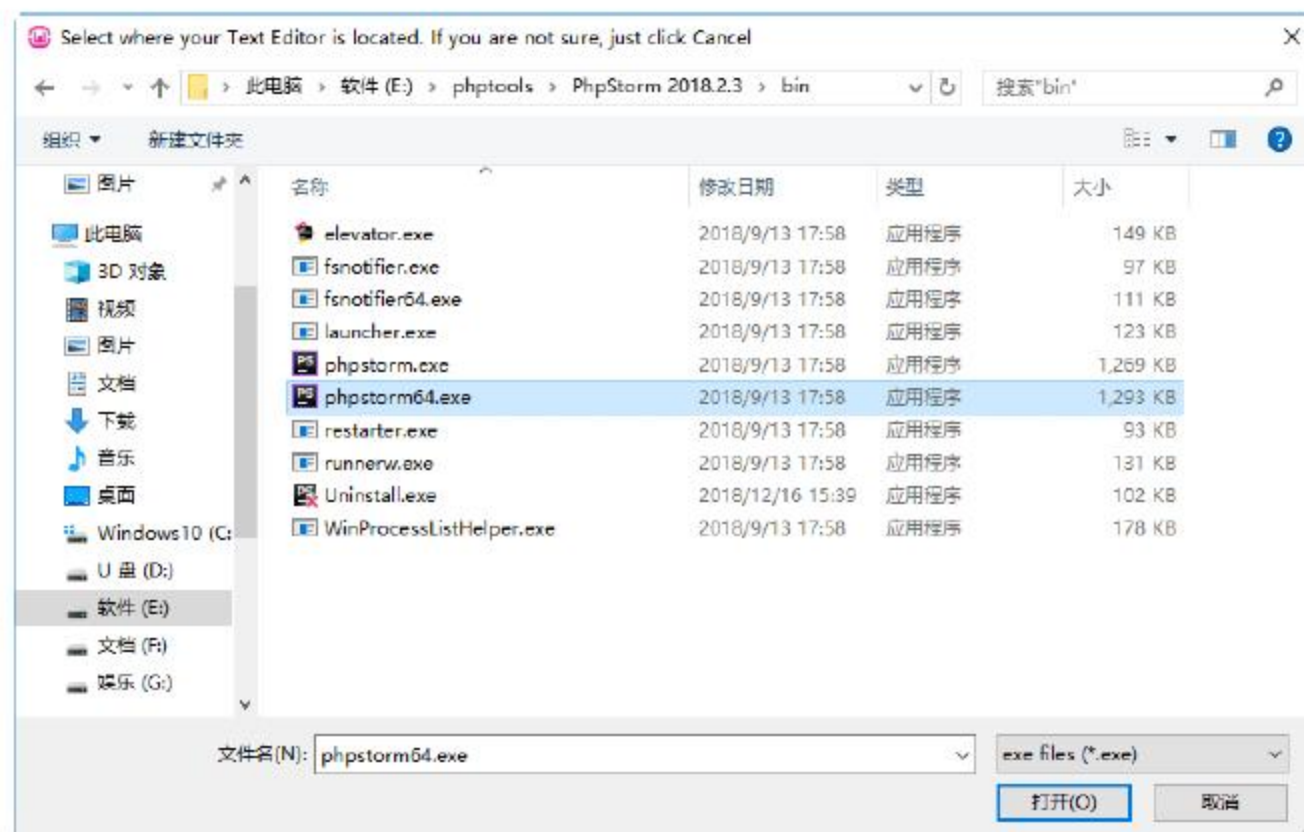 Select where your Text Editor is located. If you are not sure, just click Cancel
此电脑 > 软件 (E:) > phptools > PhpStorm 2018.2.3 > bin
搜索"bin"
组织
新建文件夹
图片
此电脑
3D 对象
视频
图片
文档
下载
音乐
桌面
Windows10 (C:
U 盘 (D:)
软件 (E:)
文档 (F:)
娱乐 (G:)
名称 修改日期 类型 大小
elevator.exe 2018/9/13 17:58 应用程序 149 KB
fsnotifier.exe 2018/9/13 17:58 应用程序 97 KB
fsnotifier64.exe 2018/9/13 17:58 应用程序 111 KB
launcher.exe 2018/9/13 17:58 应用程序 123 KB
phpstorm.exe 2018/9/13 17:58 应用程序 1,269 KB
phpstorm64.exe 2018/9/13 17:58 应用程序 1,293 KB
restarter.exe 2018/9/13 17:58 应用程序 93 KB
runnerw.exe 2018/9/13 17:58 应用程序 131 KB
Uninstall.exe 2018/12/16 15:39 应用程序 102 KB
WinProcessListHelper.exe 2018/9/13 17:58 应用程序 178 KB
文件名(N): phpstorm64.exe
exe files (*.exe)
打开(O)
取消